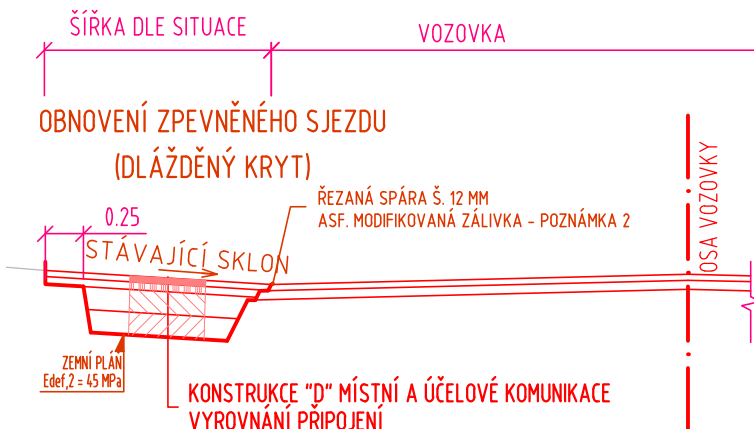 ŠÍŘKA DLE SITUACE
VOZOVKA
OBNOVENÍ ZPEVNĚNÉHO SJEZDU
(DLÁŽDĚNÝ KRYT)
ŘEZANÁ SPÁRA Š. 12 MM
ASF. MODIFIKOVANÁ ZÁLIVKA - POZNÁMKA 2
0.25
STÁVAJÍCÍ SKLON
OSA VOZOVKY
ZEMNÍ PLÁŇ
Edef,2 = 45 MPa
KONSTRUKCE "D" MÍSTNÍ A ÚČELOVÉ KOMUNIKACE
VYROVNÁNÍ PŘIPOJENÍ